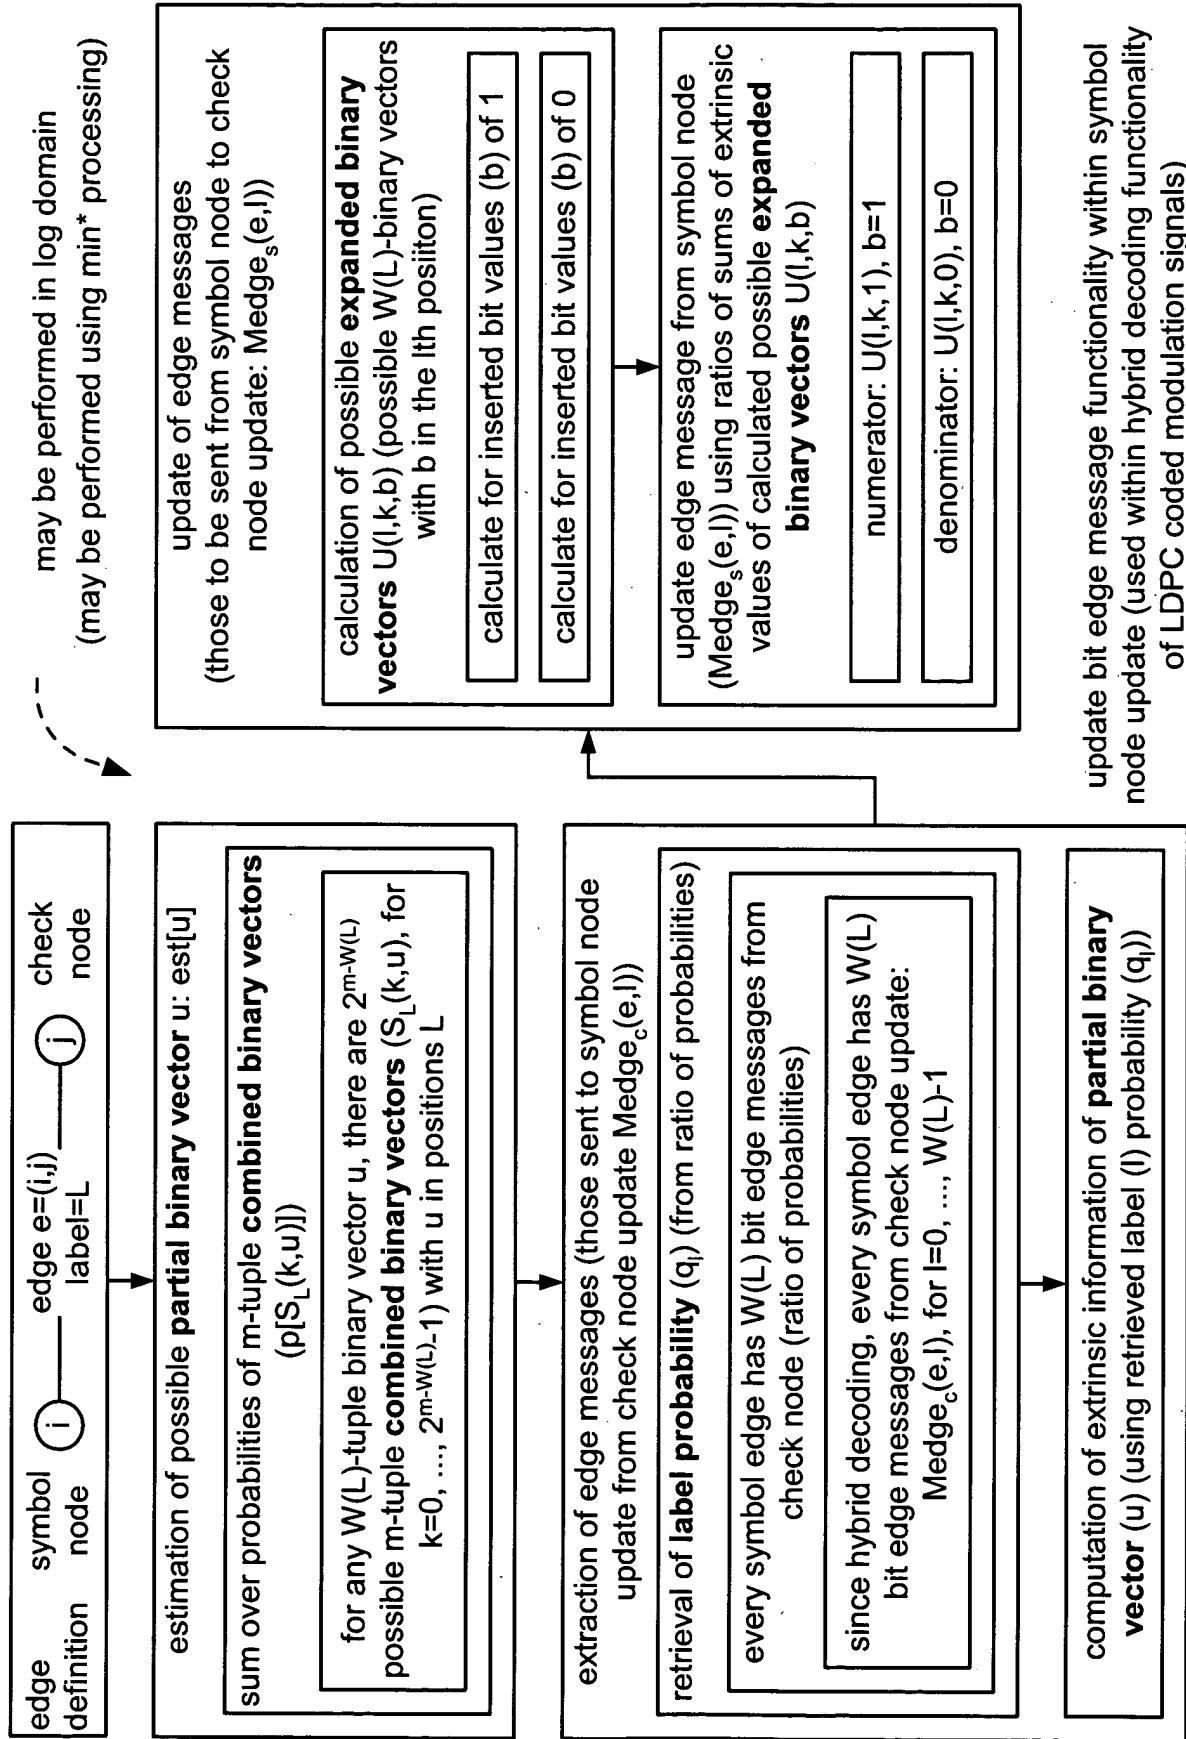 edge definition
symbol node
i
edge e=(i,j)
label=L
j
check node
estimation of possible partial binary vector u: est[u]
sum over probabilities of m-tuple combined binary vectors
(p[S_L(k,u)])
for any W(L)-tuple binary vector u, there are 2^{m-W(L)}
possible m-tuple combined binary vectors (S_L(k,u), for
k=0, ..., 2^{m-W(L)}-1) with u in positions L
extraction of edge messages (those sent to symbol node
update from check node update Medge_c(e,l))
retrieval of label probability (q_l) (from ratio of probabilities)
every symbol edge has W(L) bit edge messages from
check node (ratio of probabilities)
since hybrid decoding, every symbol edge has W(L)
bit edge messages from check node update:
Medge_c(e,l), for l=0, ..., W(L)-1
computation of extrinsic information of partial binary
vector (u) (using retrieved label (l) probability (q_l))
may be performed in log domain
(may be performed using min* processing)
update of edge messages
(those to be sent from symbol node to check
node update: Medge_s(e,l))
calculation of possible expanded binary
vectors U(l,k,b) (possible W(L)-binary vectors
with b in the lth posititon)
calculate for inserted bit values (b) of 1
calculate for inserted bit values (b) of 0
update edge message from symbol node
(Medge_s(e,l)) using ratios of sums of extrinsic
values of calculated possible expanded
binary vectors U(l,k,b)
numerator: U(l,k,1), b=1
denominator: U(l,k,0), b=0
update bit edge message functionality within symbol
node update (used within hybrid decoding functionality
of LDPC coded modulation signals)